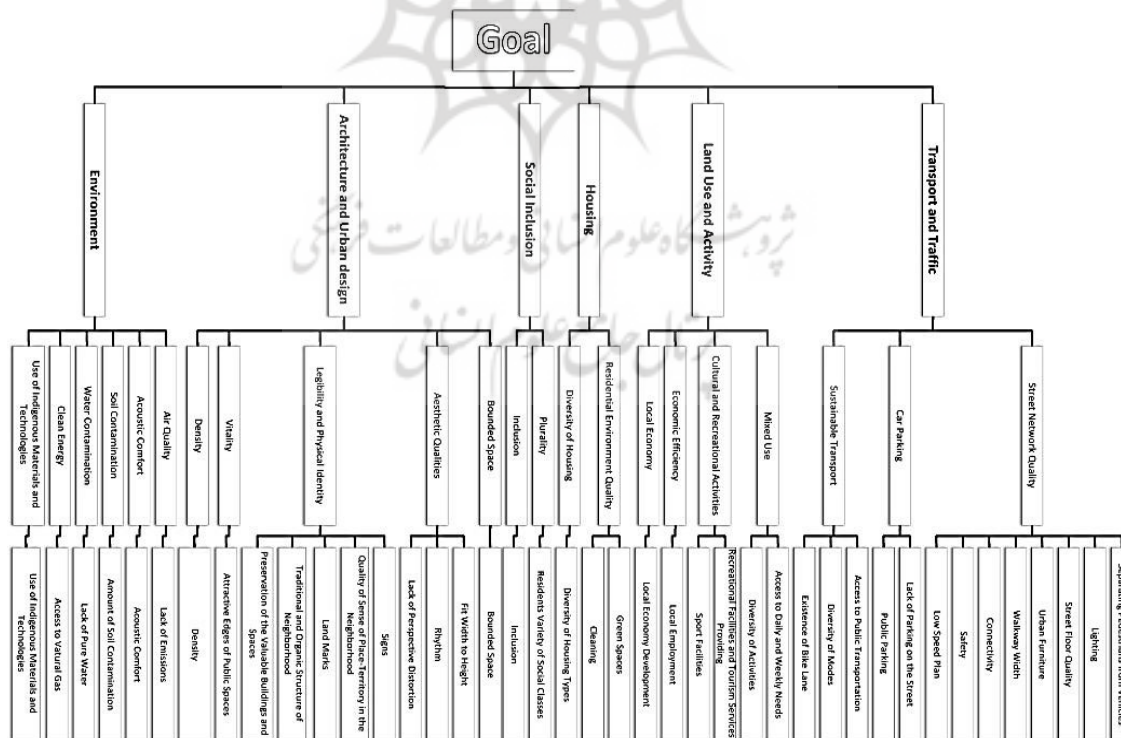 Goal
Environment
Architecture and Urban design
Social Inclusion
Housing
Land Use and Activity
Transport and Traffic
Use of Indigenous Materials and
Technologies
Clean Energy
Water Contamination
Soil Contamination
Acoustic Comfort
Air Quality
Density
Vitality
Legibility and Physical Identity
Aesthetic Qualities
Bounded Space
Inclusion
Plurality
Diversity of Housing
Residential Environment Quality
Local Economy
Economic Efficiency
Cultural and Recreational Activities
Mixed Use
Sustainable Transport
Car Parking
Street Network Quality
Use of Indigenous Materials and
Technologies
Access to Vatural Gas
Lack of Pure Water
Amount of Soil Contamination
Acoustic Comfort
Lack of Emissions
Density
Attractive Edges of Public Spaces
Preservation of the Valuable Buildings and
Spaces
Traditional and Organic Structure of
Neighborhood
Land Marks
Quality of Sense of Place-Territory in the
Neighborhood
Signs
Lack of Perspective Distortion
Rhythm
Fit Width to Height
Bounded Space
Inclusion
Residents Variety of Social Classes
Diversity of Housing Types
Cleaning
Green Spaces
Local Economy Development
Local Employment
Sport Facilities
Recreational Facilities and Tourism Services
Providing
Diversity of Activities
Access to Daily and Weekly Needs
Existence of Bike Lane
Diversity of Modes
Access to Public Transportation
Public Parking
Lack of Parking on the Street
Low Speed Plan
Safety
Connectivity
Walkway Width
Urban Furniture
Street Floor Quality
Lighting
پژوهشگاه علوم انسانی و مطالعات فرهنگی
پرتال جامع علوم انسانی